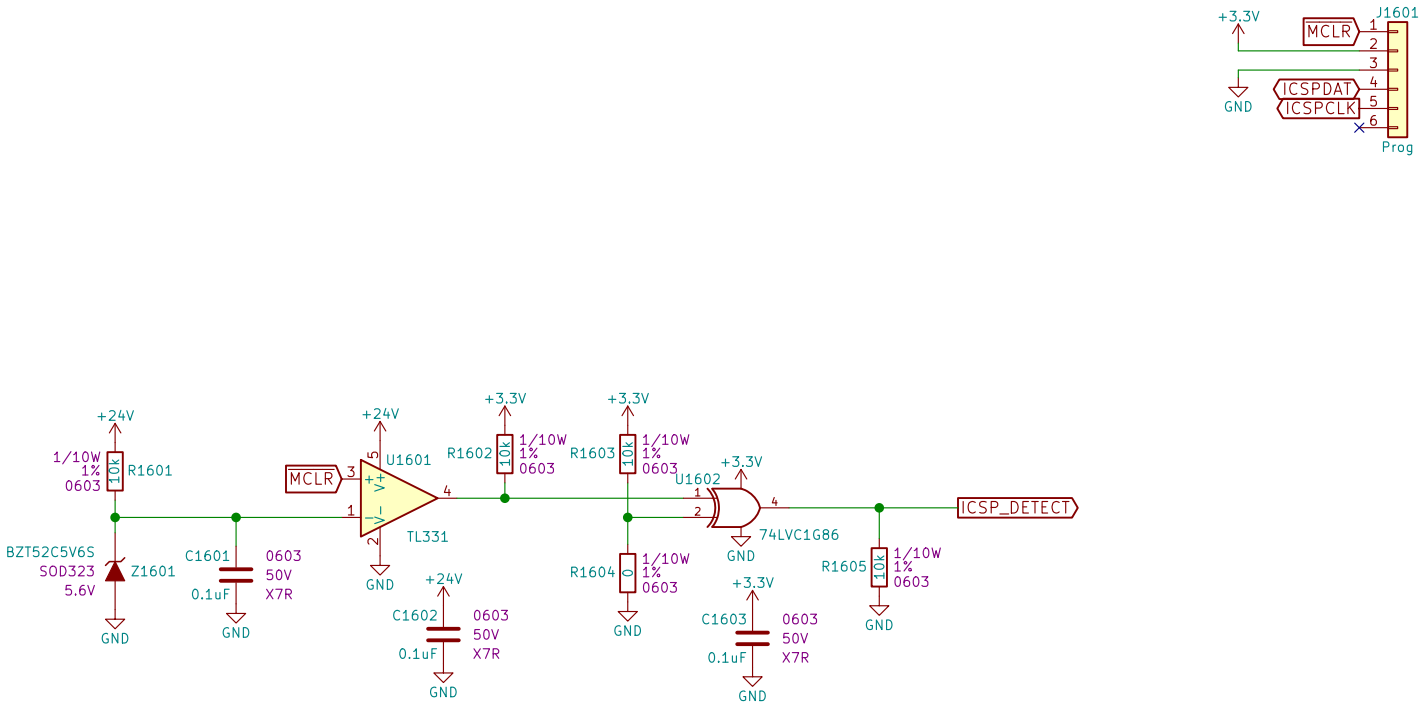 J1601
+3.3V
MCLR
1
2
3
GND
ICSPDAT
4
ICSPCLK
5
6
Prog
+24V
1/10W
1%
0603
10k
R1601
BZT52C5V6S
SOD323
5.6V
Z1601
GND
C1601
0.1uF
0603
50V
X7R
GND
+24V
MCLR
3
1
5
2
4
+
-
V+
V-
U1601
TL331
GND
+24V
C1602
0.1uF
0603
50V
X7R
GND
+3.3V
R1602
10k
1/10W
1%
0603
+3.3V
R1603
10k
1/10W
1%
0603
R1604
0
1/10W
1%
0603
GND
U1602
+3.3V
1
2
4
74LVC1G86
GND
+3.3V
C1603
0.1uF
0603
50V
X7R
GND
ICSP_DETECT
R1605
10k
1/10W
1%
0603
GND